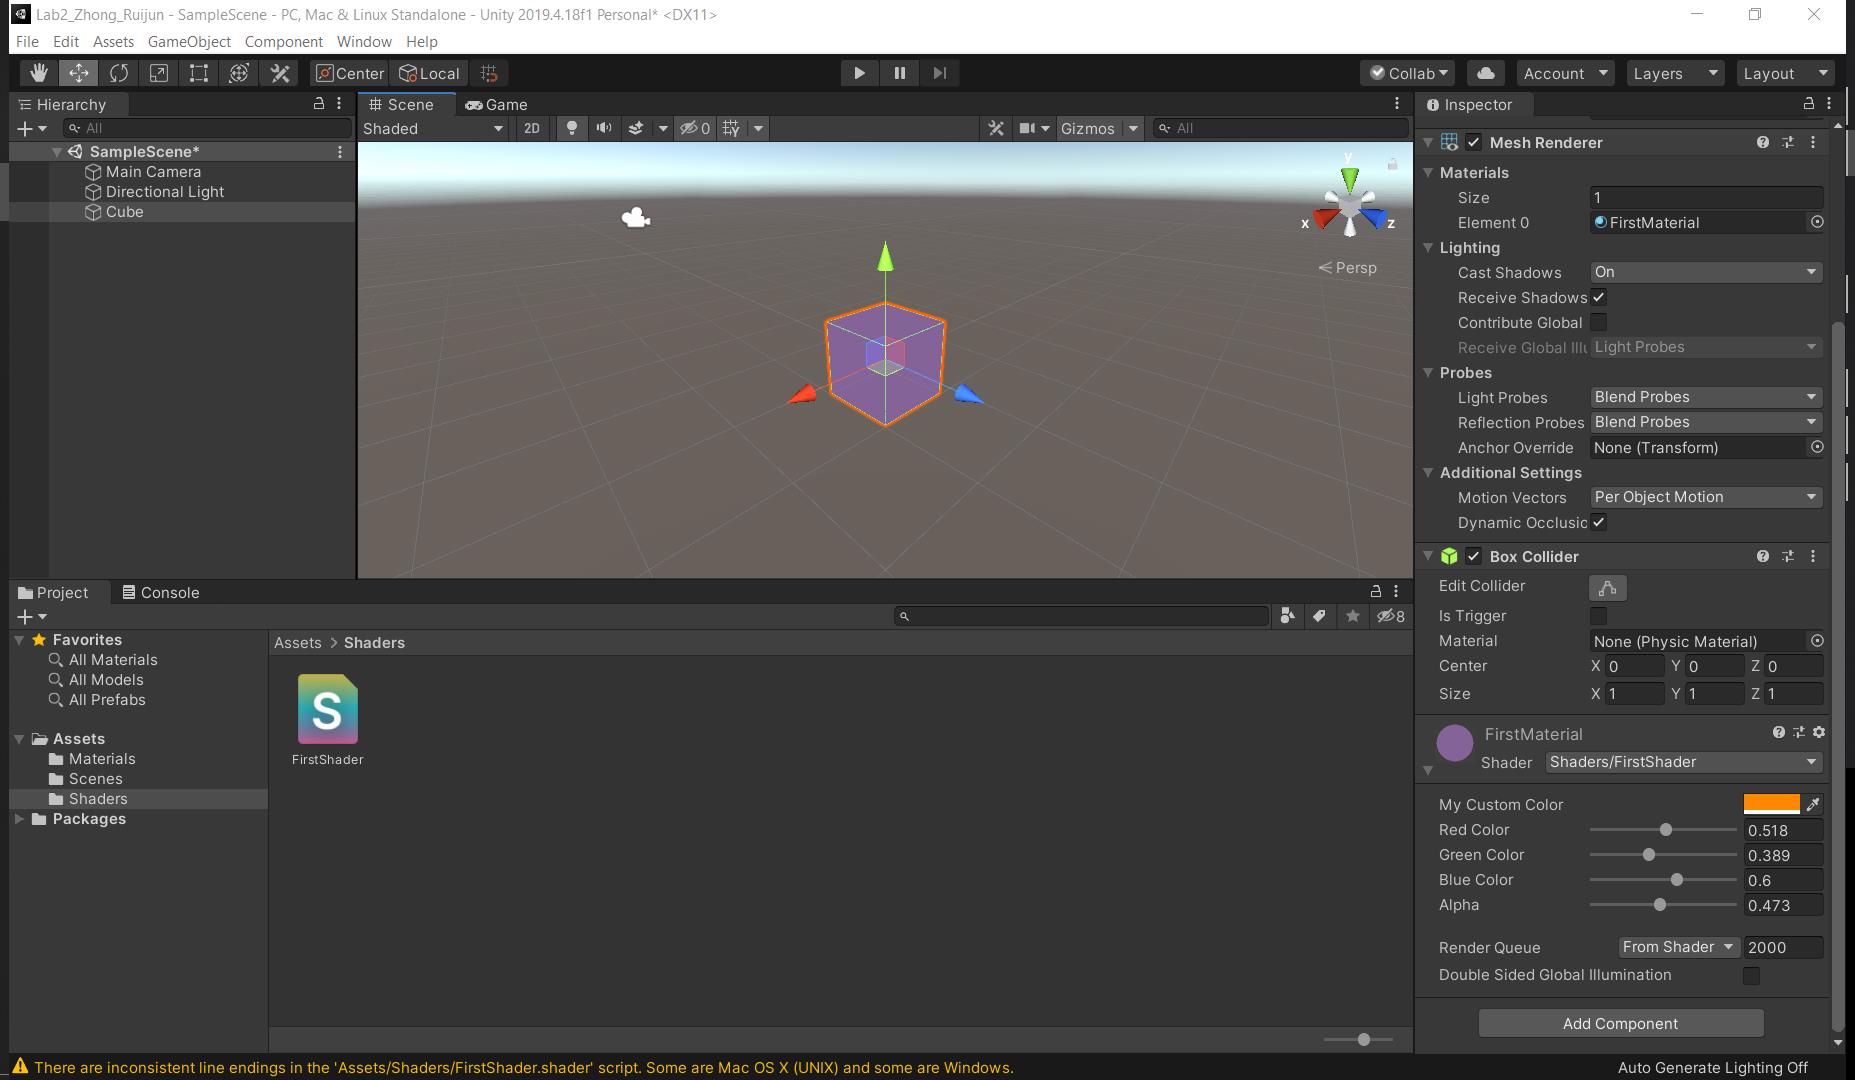 Lab2_Zhong_Ruijun - SampleScene - PC, Mac & Linux Standalone - Unity 2019.4.18f1 Personal* <DX11>
File Edit Assets GameObject Component Window Help
Center Local Collab Account Layers Layout
Hierarchy
All
SampleScene*
Main Camera
Directional Light
Cube
Scene Game
Shaded 2D 0 Gizmos All
y
x z
Persp
Inspector
Mesh Renderer
Materials
Size 1
Element 0 FirstMaterial
Lighting
Cast Shadows On
Receive Shadows
Contribute Global
Receive Global Illu Light Probes
Probes
Light Probes Blend Probes
Reflection Probes Blend Probes
Anchor Override None (Transform)
Additional Settings
Motion Vectors Per Object Motion
Dynamic Occlusic
Box Collider
Edit Collider
Is Trigger
Material None (Physic Material)
Center X 0 Y 0 Z 0
Size X 1 Y 1 Z 1
FirstMaterial
Shader Shaders/FirstShader
My Custom Color
Red Color 0.518
Green Color 0.389
Blue Color 0.6
Alpha 0.473
Render Queue From Shader 2000
Double Sided Global Illumination
Add Component
Project Console
8
Favorites
All Materials
All Models
All Prefabs
Assets
Materials
Scenes
Shaders
Packages
Assets > Shaders
S
FirstShader
There are inconsistent line endings in the 'Assets/Shaders/FirstShader.shader' script. Some are Mac OS X (UNIX) and some are Windows.
Auto Generate Lighting Off